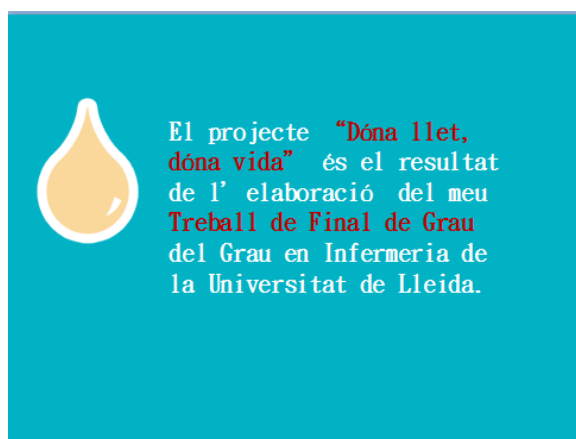 El projecte “Dóna llet,
dóna vida” és el resultat
de l’ elaboració del meu
Treball de Final de Grau
del Grau en Infermeria de
la Universitat de Lleida.